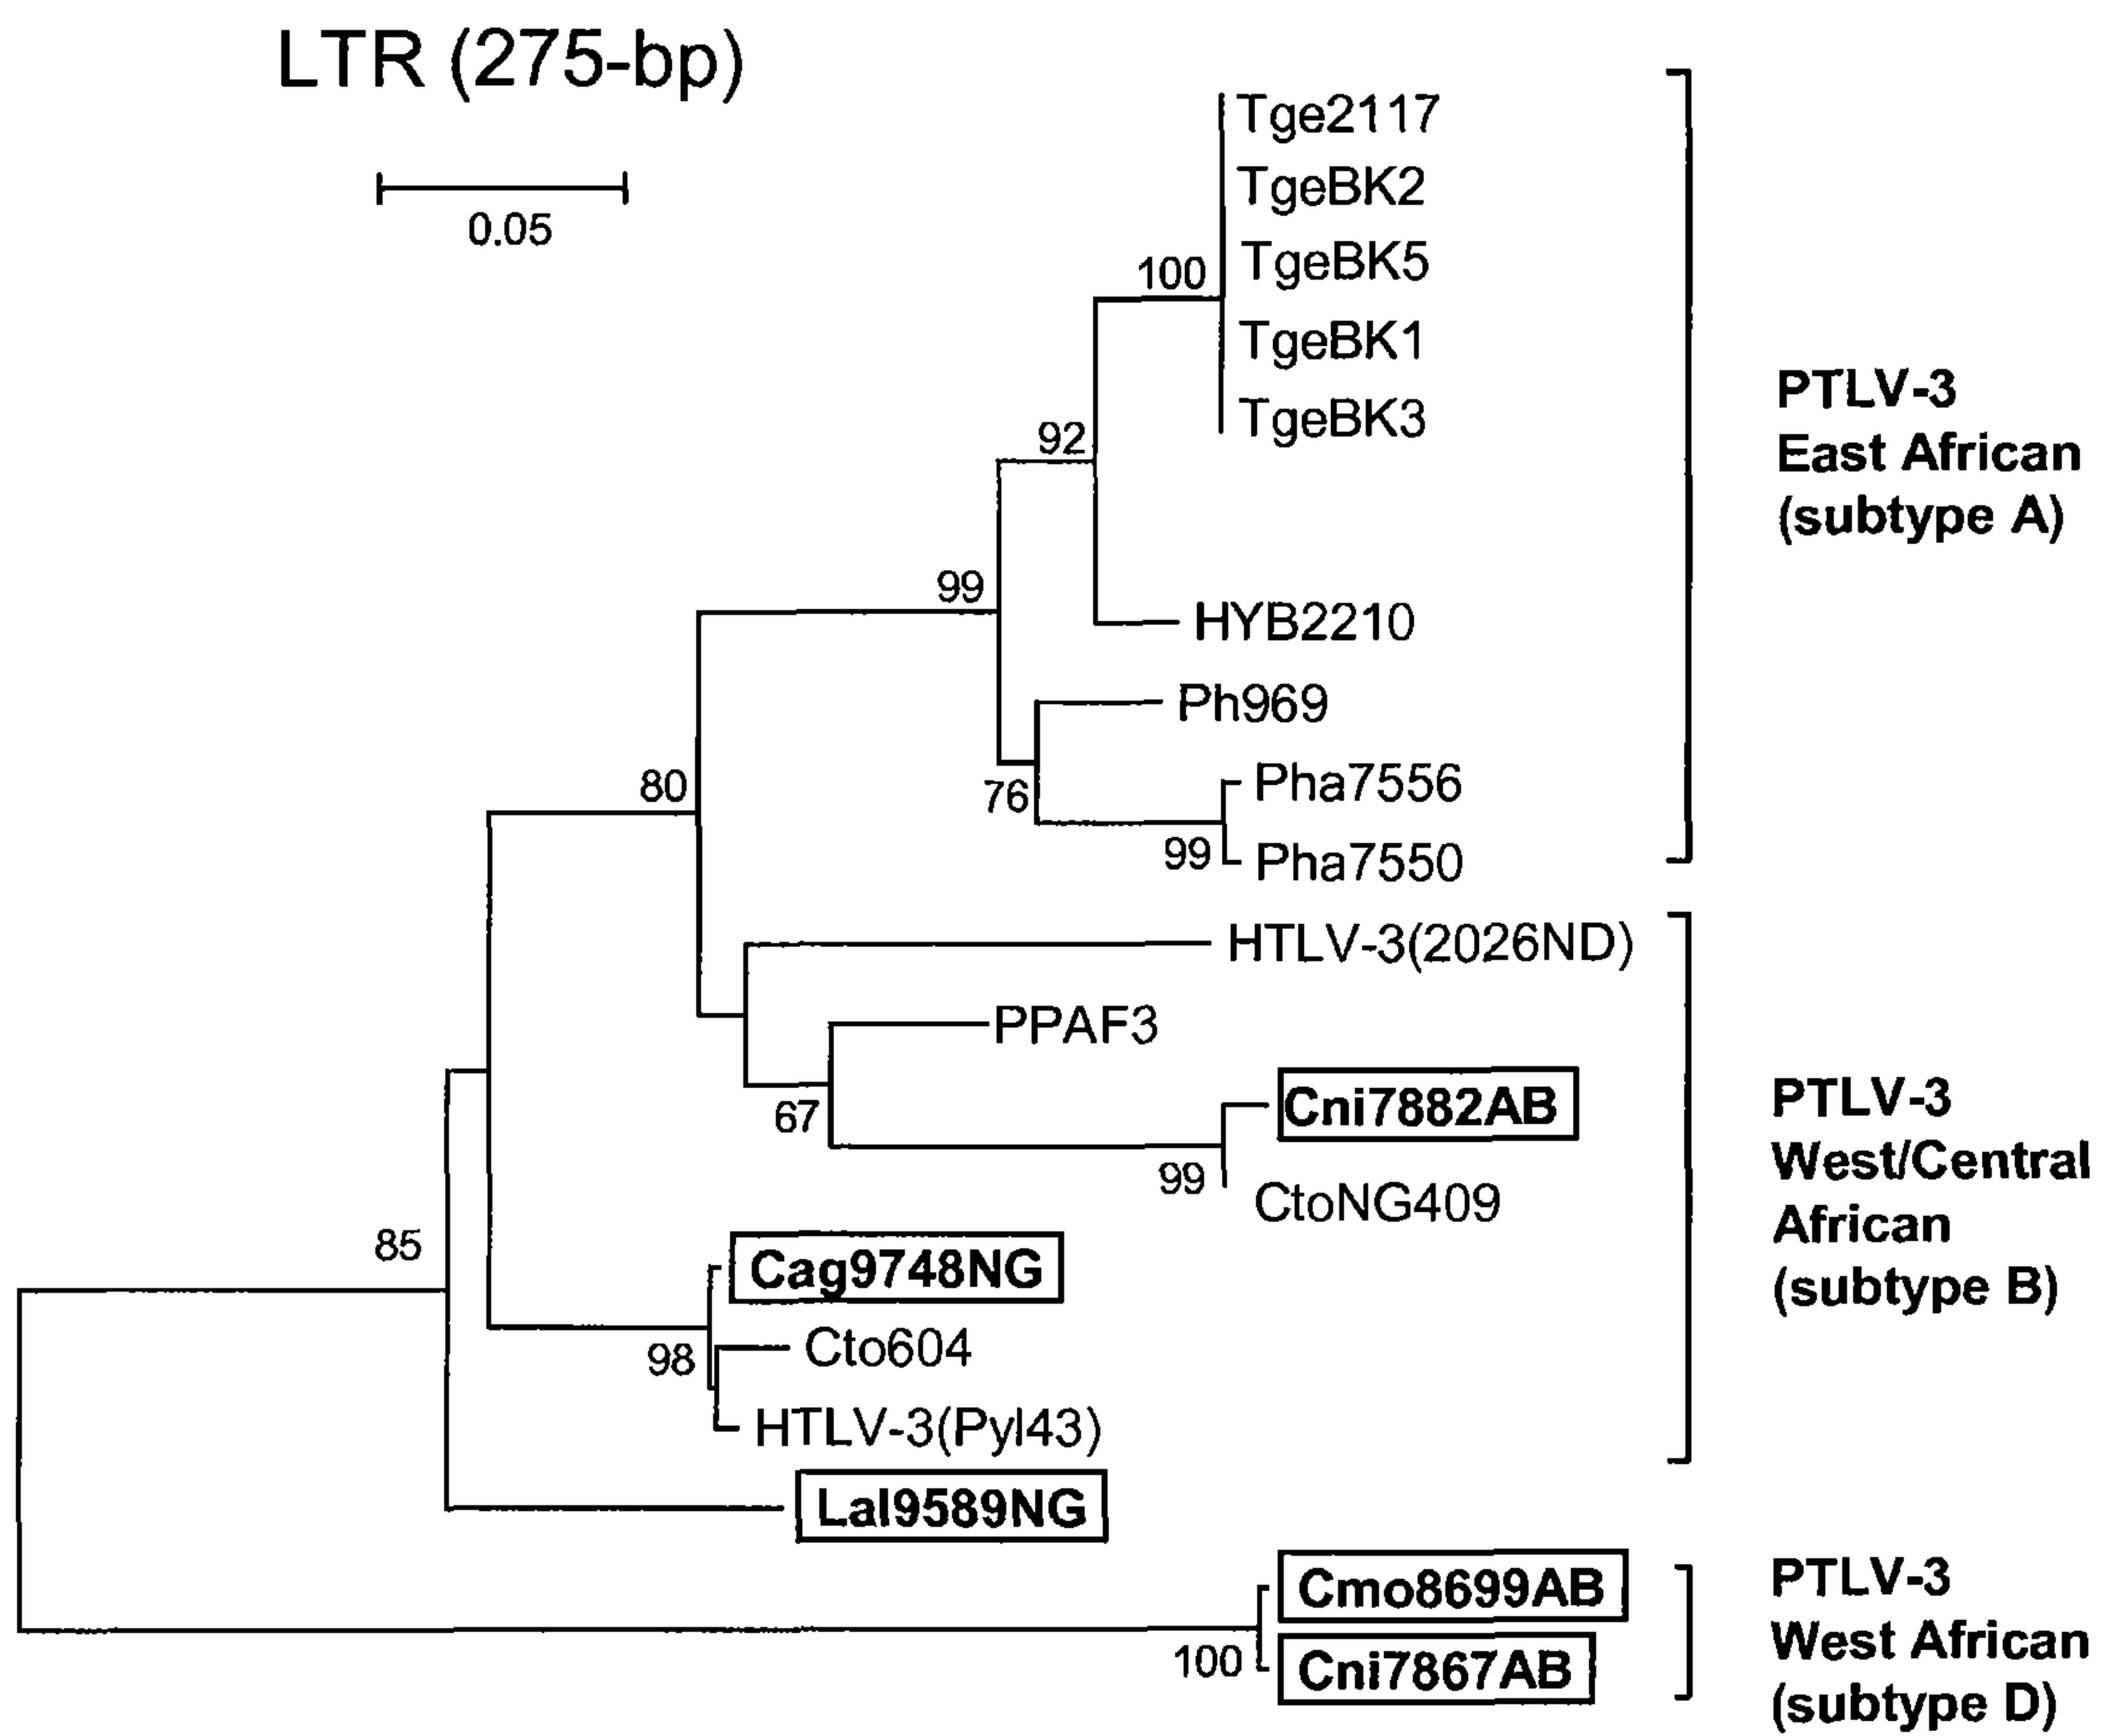 LTR (275-bp)
0.05
Tge2117
TgeBK2
TgeBK5
100
TgeBK1
TgeBK3
92
99
HYB2210
Ph969
80
76
Pha7556
99
Pha7550
PTLV-3
East African
(subtype A)
HTLV-3(2026ND)
PPAF3
67
Cni7882AB
99
CtoNG409
85
Cag9748NG
98
Cto604
HTLV-3(Pyl43)
Lal9589NG
PTLV-3
West/Central
African
(subtype B)
Cmo8699AB
100
Cni7867AB
PTLV-3
West African
(subtype D)